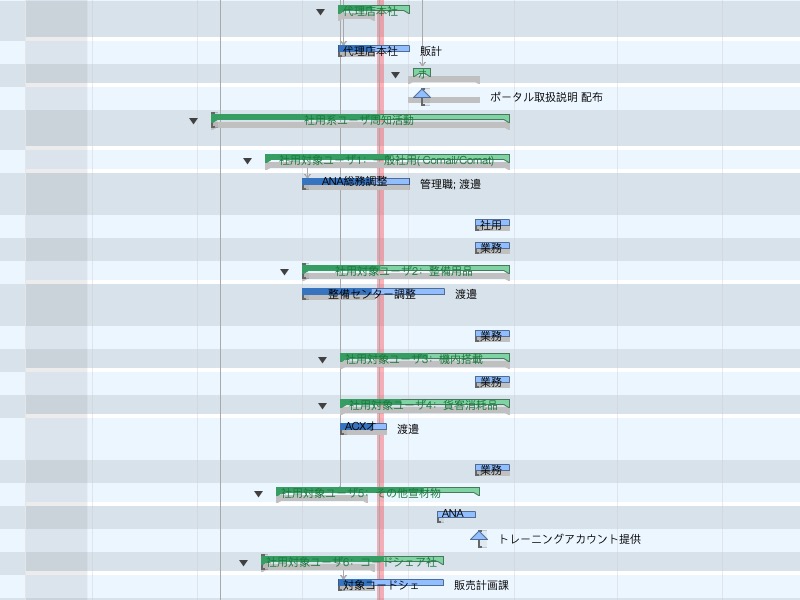 代理店本社
代理店本社 販計
ポ
ポータル取扱説明 配布
社用系ユーザ周知活動
社用対象ユーザ1：一般社用( Comail/Comat)
ANA総務調整 管理職; 渡邉
社用
業務
社用対象ユーザ2：整備用品
整備センター調整 渡邉
業務
社用対象ユーザ3：機内搭載
業務
社用対象ユーザ4：貨客消耗品
ACXオ 渡邉
業務
社用対象ユーザ5：その他宣材物
ANA
トレーニングアカウント提供
社用対象ユーザ6：コードシェア社
対象コードシェ 販売計画課